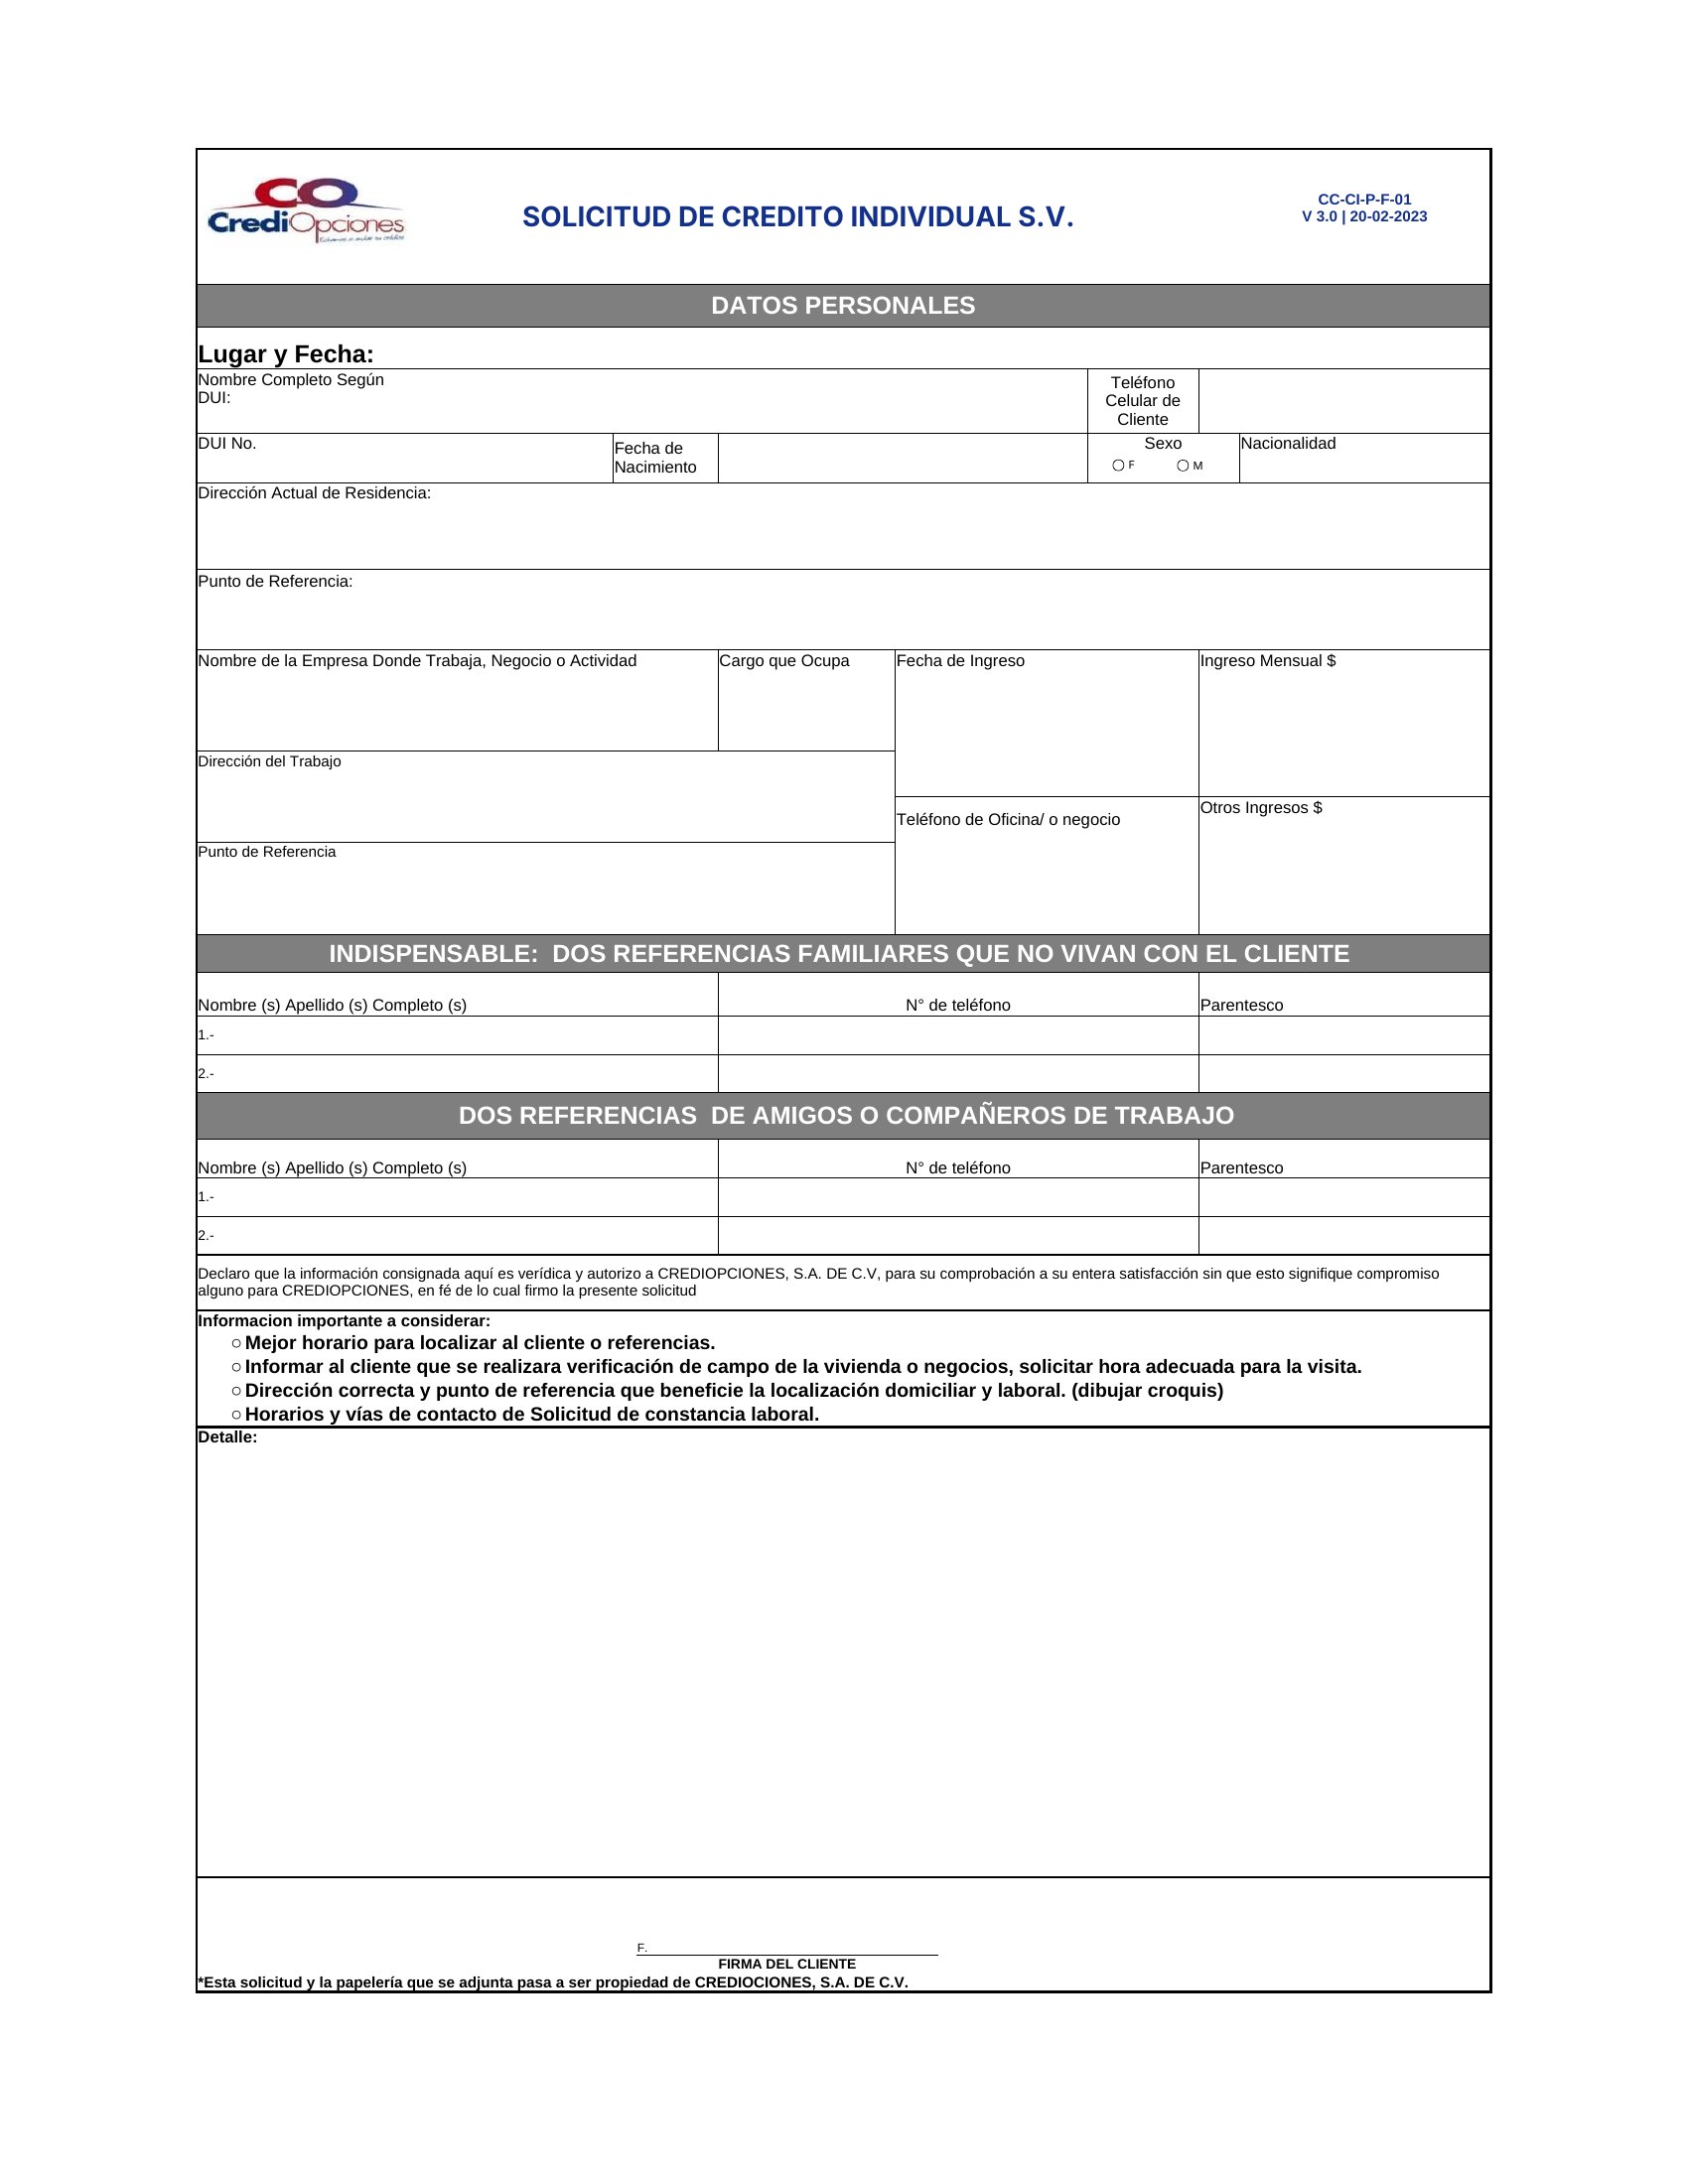 CO
CrediOpciones
SOLICITUD DE CREDITO INDIVIDUAL S.V.
CC-CI-P-F-01
V 3.0 | 20-02-2023
DATOS PERSONALES
Lugar y Fecha:
Nombre Completo Según
DUI:
Teléfono
Celular de
Cliente
DUI No.
Fecha de
Nacimiento
Sexo
F
M
Nacionalidad
Dirección Actual de Residencia:
Punto de Referencia:
Nombre de la Empresa Donde Trabaja, Negocio o Actividad
Cargo que Ocupa
Fecha de Ingreso
Ingreso Mensual $
Dirección del Trabajo
Teléfono de Oficina/ o negocio
Otros Ingresos $
Punto de Referencia
INDISPENSABLE:  DOS REFERENCIAS FAMILIARES QUE NO VIVAN CON EL CLIENTE
Nombre (s) Apellido (s) Completo (s)
N° de teléfono
Parentesco
1.-
2.-
DOS REFERENCIAS  DE AMIGOS O COMPAÑEROS DE TRABAJO
Nombre (s) Apellido (s) Completo (s)
N° de teléfono
Parentesco
1.-
2.-
Declaro que la información consignada aquí es verídica y autorizo a CREDIOPCIONES, S.A. DE C.V, para su comprobación a su entera satisfacción sin que esto signifique compromiso
alguno para CREDIOPCIONES, en fé de lo cual firmo la presente solicitud
Informacion importante a considerar:
○ Mejor horario para localizar al cliente o referencias.
○ Informar al cliente que se realizara verificación de campo de la vivienda o negocios, solicitar hora adecuada para la visita.
○ Dirección correcta y punto de referencia que beneficie la localización domiciliar y laboral. (dibujar croquis)
○ Horarios y vías de contacto de Solicitud de constancia laboral.
Detalle:
F.
FIRMA DEL CLIENTE
*Esta solicitud y la papelería que se adjunta pasa a ser propiedad de CREDIOCIONES, S.A. DE C.V.